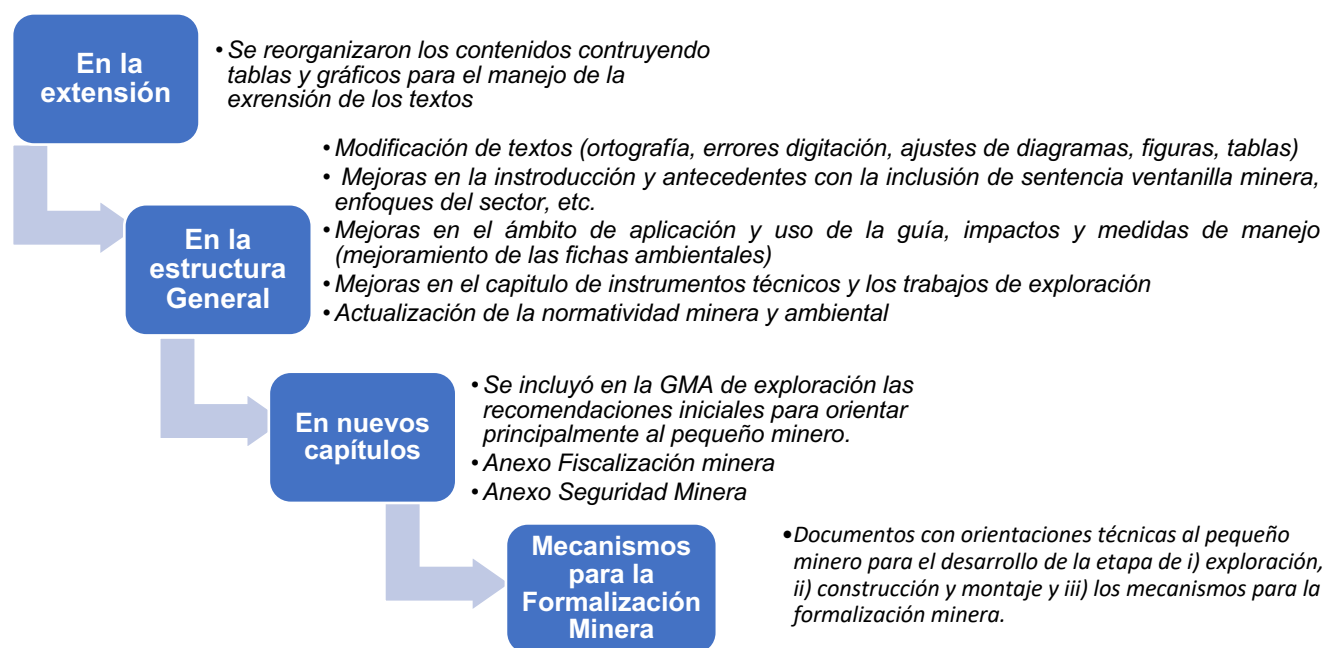 En la
extensión
• Se reorganizaron los contenidos contruyendo
tablas y gráficos para el manejo de la
exrensión de los textos
En la
estructura
General
• Modificación de textos (ortografía, errores digitación, ajustes de diagramas, figuras, tablas)
• Mejoras en la instroducción y antecedentes con la inclusión de sentencia ventanilla minera,
enfoques del sector, etc.
• Mejoras en el ámbito de aplicación y uso de la guía, impactos y medidas de manejo
(mejoramiento de las fichas ambientales)
• Mejoras en el capitulo de instrumentos técnicos y los trabajos de exploración
• Actualización de la normatividad minera y ambiental
En nuevos
capítulos
• Se incluyó en la GMA de exploración las
recomendaciones iniciales para orientar
principalmente al pequeño minero.
• Anexo Fiscalización minera
• Anexo Seguridad Minera
Mecanismos
para la
Formalización
Minera
• Documentos con orientaciones técnicas al pequeño
minero para el desarrollo de la etapa de i) exploración,
ii) construcción y montaje y iii) los mecanismos para la
formalización minera.